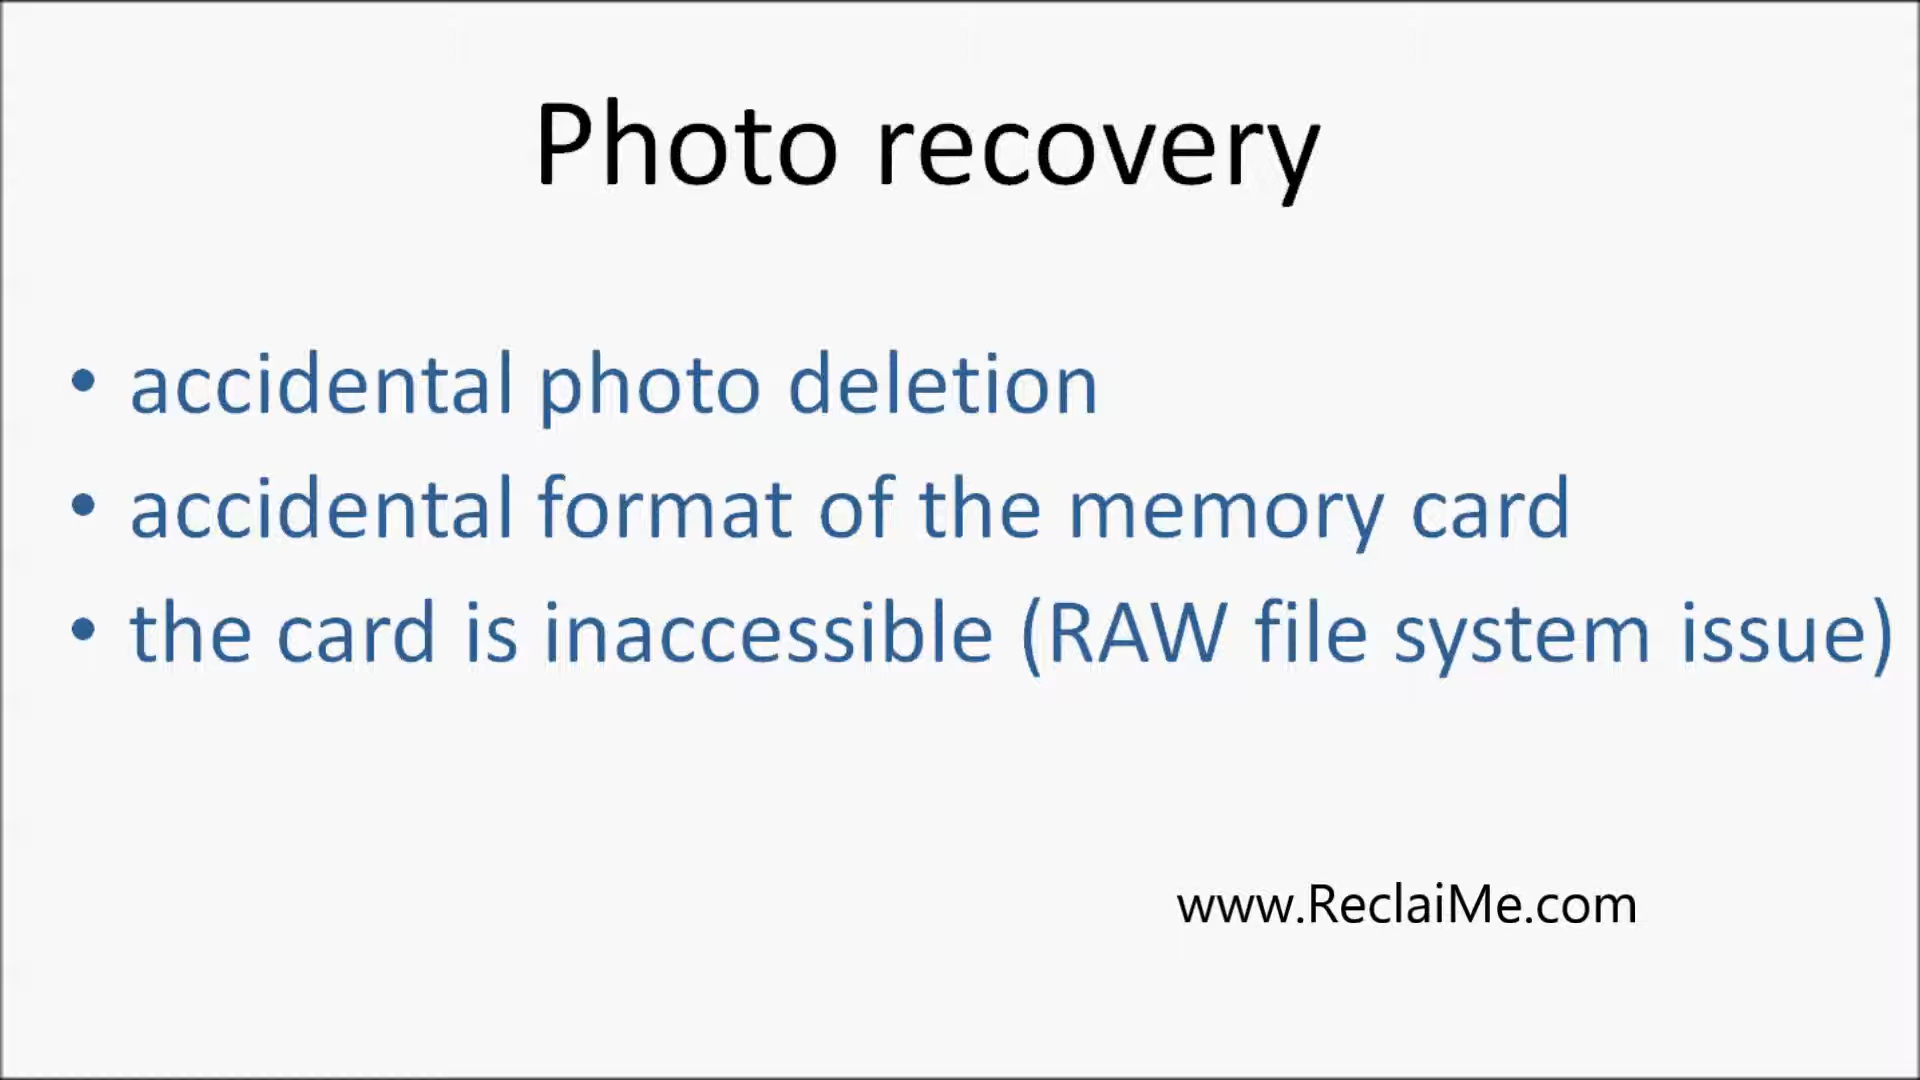 Photo recovery
• accidental photo deletion
• accidental format of the memory card
• the card is inaccessible (RAW file system issue)
www.ReclaiMe.com